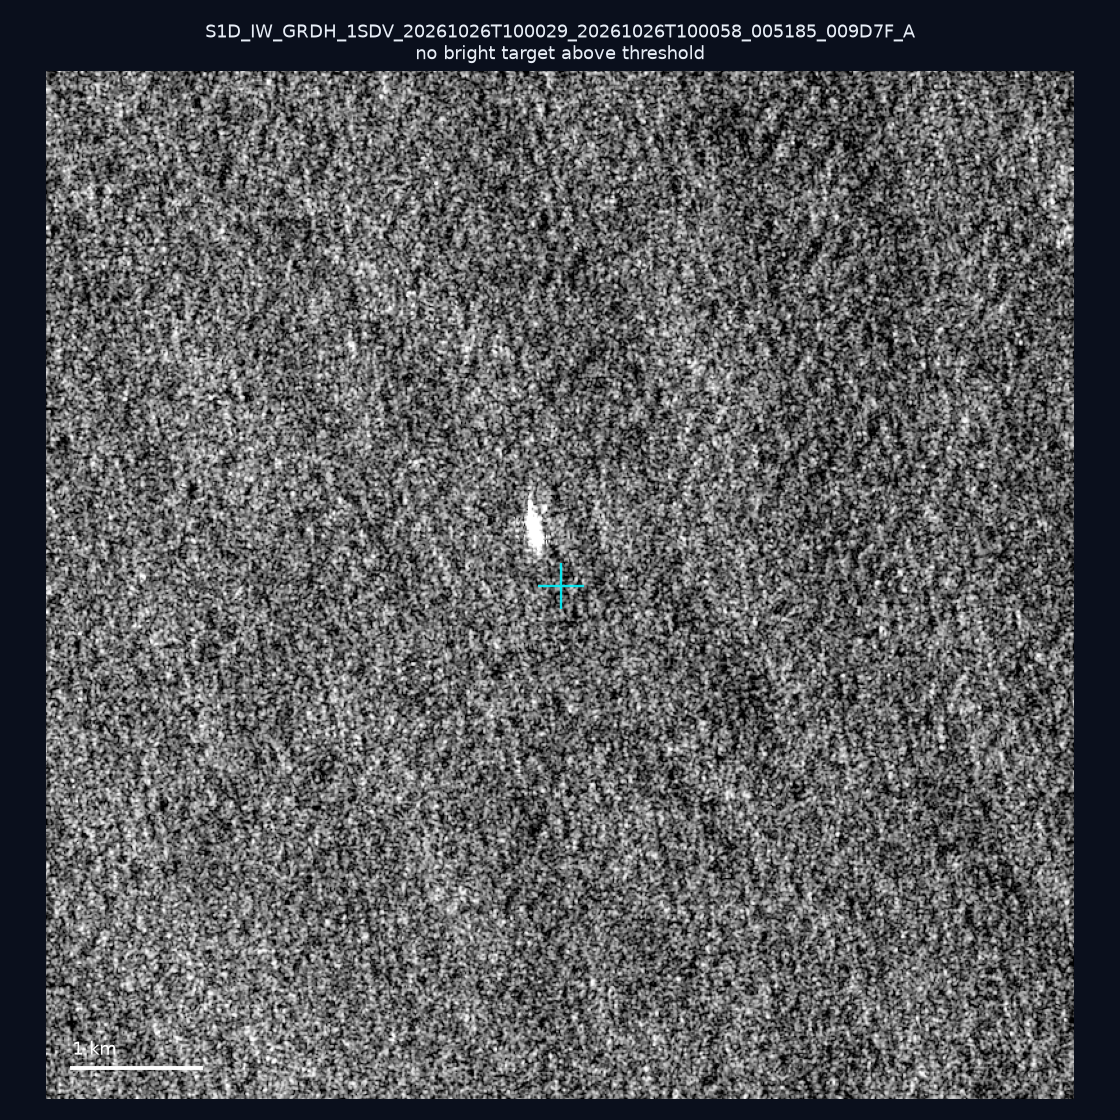 S1D_IW_GRDH_1SDV_20261026T100029_20261026T100058_005185_009D7F_A
no bright target above threshold
1 km